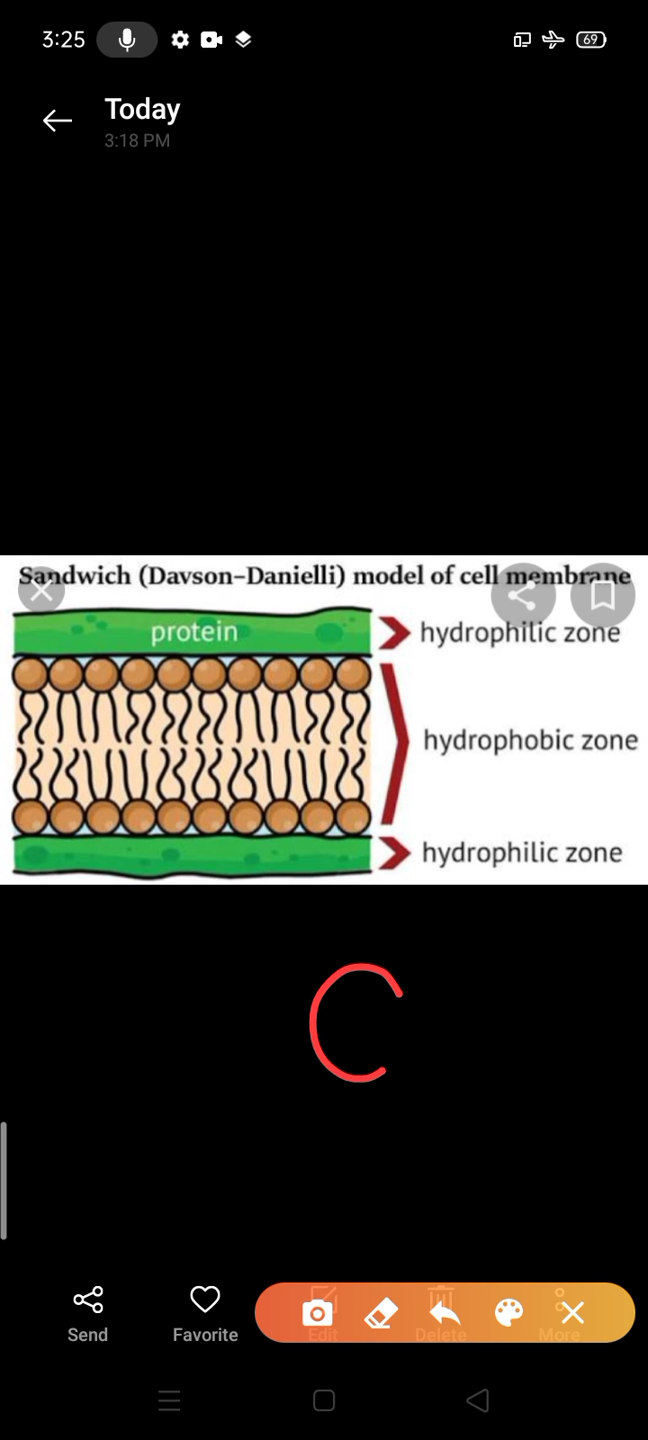 3:25
69
Today
3:18 PM
Sandwich (Davson–Danielli) model of cell membrane
protein
hydrophilic zone
hydrophobic zone
hydrophilic zone
C
Send
Favorite
Edit
Delete
More